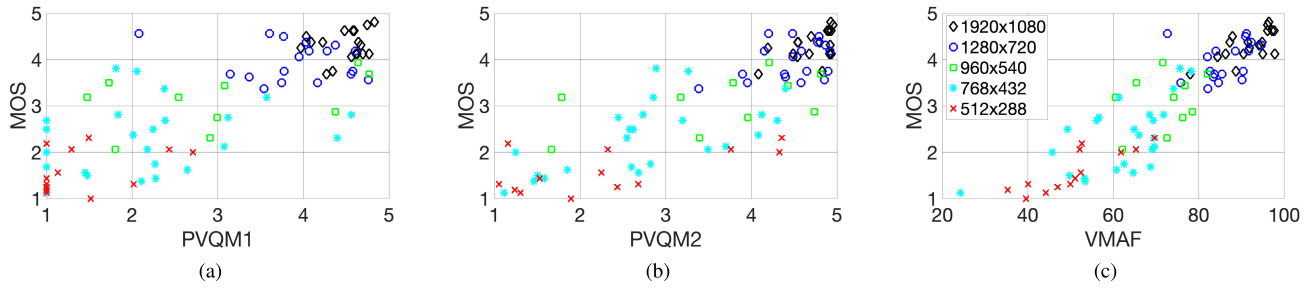 5
4
3
2
1
MOS
1 2 3 4 5
PVQM1
(a)
5
4
3
2
1
MOS
1 2 3 4 5
PVQM2
(b)
5
4
3
2
1
MOS
1920x1080
1280x720
960x540
768x432
512x288
20 40 60 80 100
VMAF
(c)